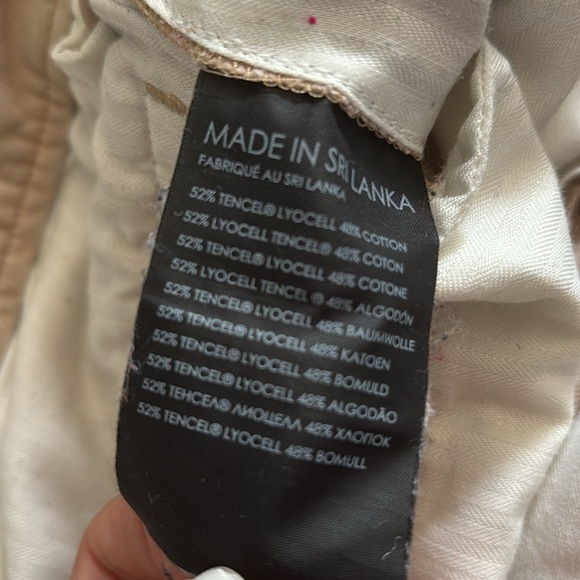 MADE IN SRI LANKA
FABRIQUÉ AU SRI LANKA
52% TENCEL® LYOCELL 48% COTTON
52% LYOCELL TENCEL® 48% COTON
52% TENCEL® LYOCELL 48% COTONE
52% LYOCELL TENCEL ® 48% ALGODÓN
52% TENCEL® LYOCELL 48% BAUMWOLLE
52% TENCEL® LYOCELL 48% KATOEN
52% TENCEL® LYOCELL 48% BOMULD
52% TENCEL® LYOCELL 48% ALGODÃO
52% ТЕНСЕЛ® ЛИОЦЕЛЛ 48% ХЛОПОК
52% TENCEL® LYOCELL 48% BOMULL